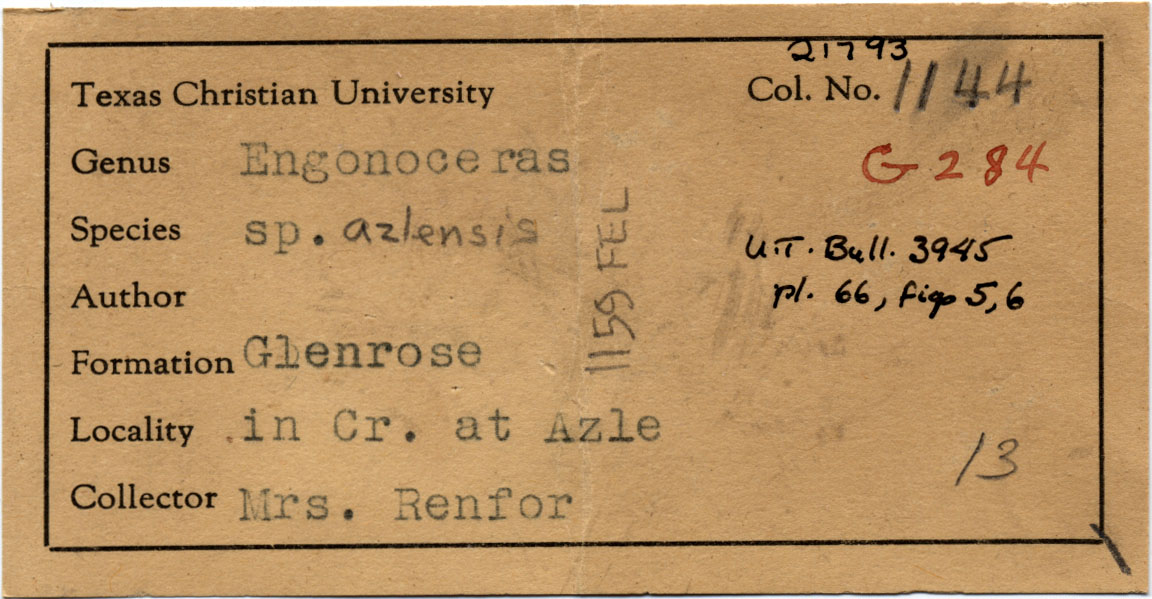 21793
Texas Christian University Col. No. 1144
Genus Engonoceras G284
Species sp. azlensis
1159 FEL
U.T. Bull. 3945
pl. 66, figs 5,6
Author
Formation Glenrose
Locality in Cr. at Azle
13
Collector Mrs. Renfor